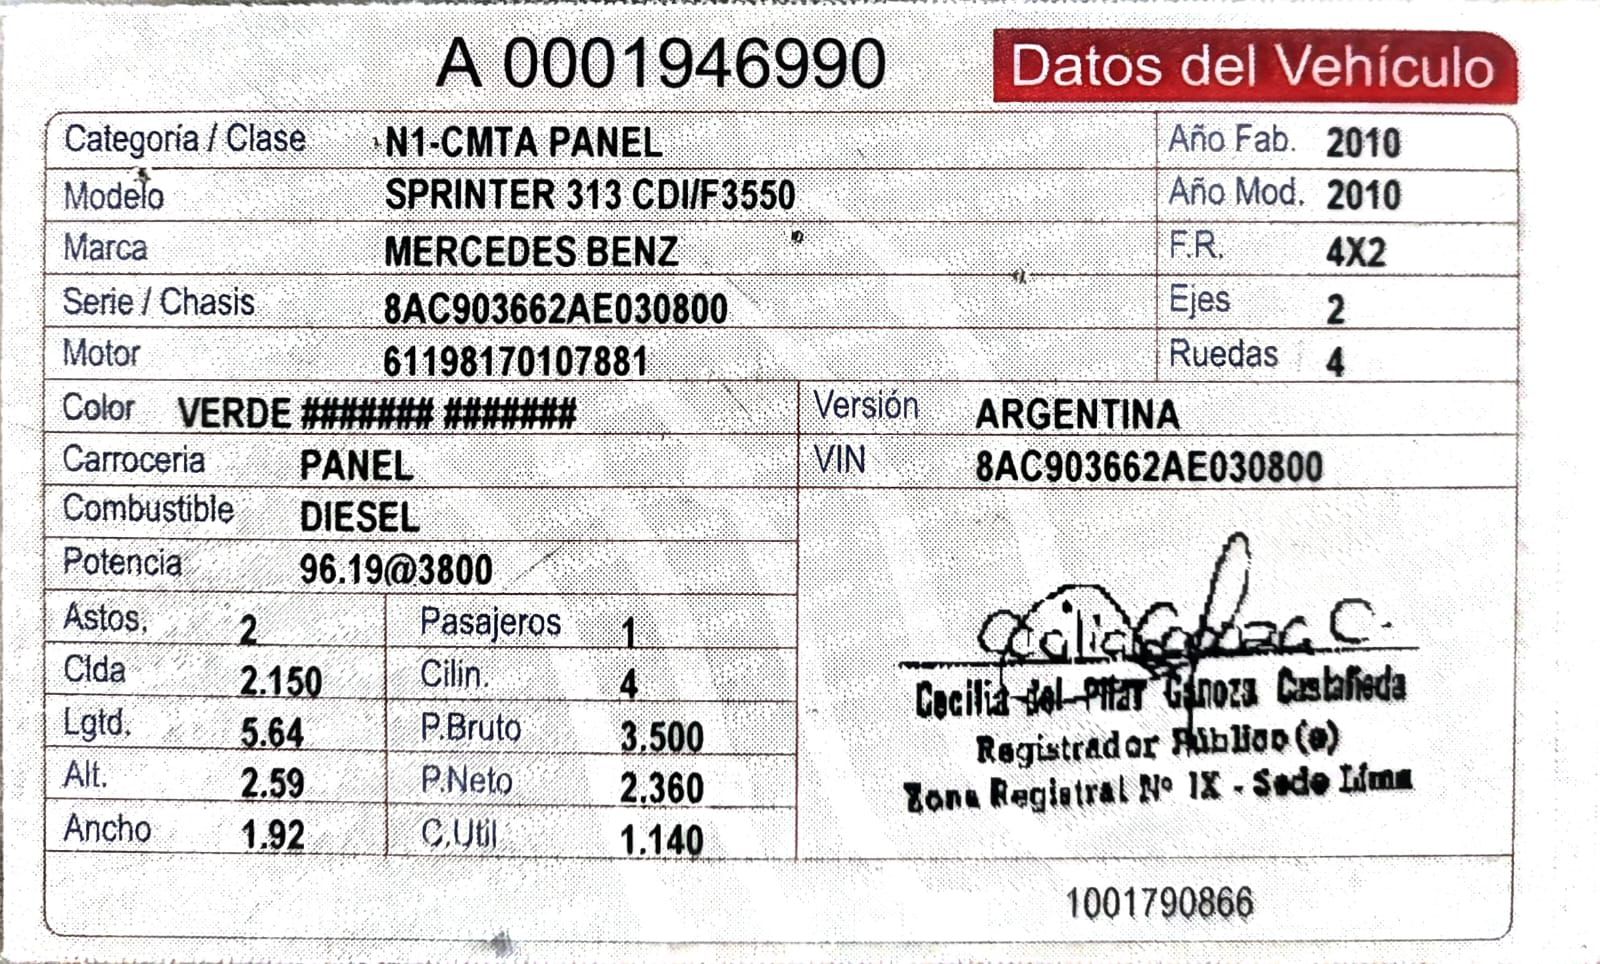 A 0001946990 Datos del Vehículo
Categoría / Clase N1-CMTA PANEL Año Fab. 2010
Modelo SPRINTER 313 CDI/F3550 Año Mod. 2010
Marca MERCEDES BENZ F.R. 4X2
Serie / Chasis 8AC903662AE030800 Ejes 2
Motor 61198170107881 Ruedas 4
Color VERDE ####### ####### Versión ARGENTINA
Carroceria PANEL VIN 8AC903662AE030800
Combustible DIESEL
Potencia 96.19@3800
Astos. 2 Pasajeros 1
Clda 2.150 Cilin. 4
Lgtd. 5.64 P.Bruto 3.500
Alt. 2.59 P.Neto 2.360
Ancho 1.92 C.Util 1.140
Cecilia del Pilar Ganoza Castañeda
Registrador Público (e)
Zona Registral Nº IX - Sede Lima
1001790866